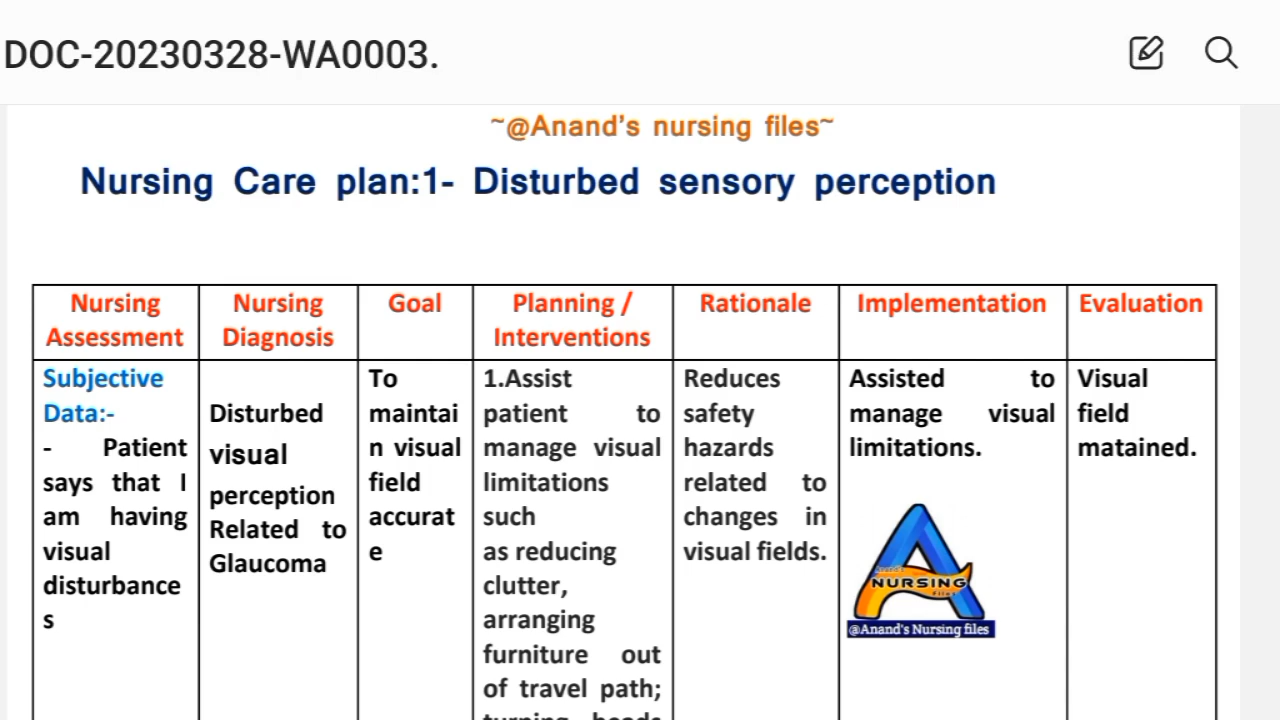 DOC-20230328-WA0003.
~@Anand's nursing files~
Nursing Care plan:1- Disturbed sensory perception
Nursing
Assessment
Nursing
Diagnosis
Goal
Planning /
Interventions
Rationale
Implementation
Evaluation
Subjective
Data:-
- Patient
says that I
am having
visual
disturbance
s
Disturbed
visual
perception
Related to
Glaucoma
To
maintai
n visual
field
accurat
e
1.Assist
patient to
manage visual
limitations
such
as reducing
clutter,
arranging
furniture out
of travel path;
turning heads
Reduces
safety
hazards
related to
changes in
visual fields.
Assisted to
manage visual
limitations.
Anand's
NURSING
Files
@Anand's Nursing files
Visual
field
matained.